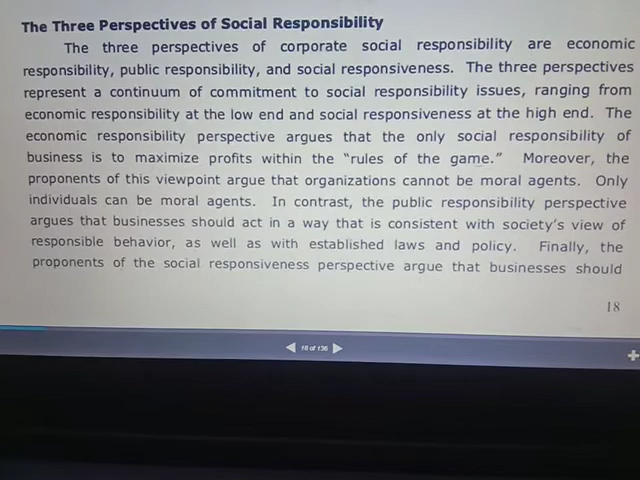 The Three Perspectives of Social Responsibility
The three perspectives of corporate social responsibility are economic
responsibility, public responsibility, and social responsiveness. The three perspectives
represent a continuum of commitment to social responsibility issues, ranging from
economic responsibility at the low end and social responsiveness at the high end. The
economic responsibility perspective argues that the only social responsibility of
business is to maximize profits within the “rules of the game.” Moreover, the
proponents of this viewpoint argue that organizations cannot be moral agents. Only
individuals can be moral agents. In contrast, the public responsibility perspective
argues that businesses should act in a way that is consistent with society’s view of
responsible behavior, as well as with established laws and policy. Finally, the
proponents of the social responsiveness perspective argue that businesses should
18
18 of 136